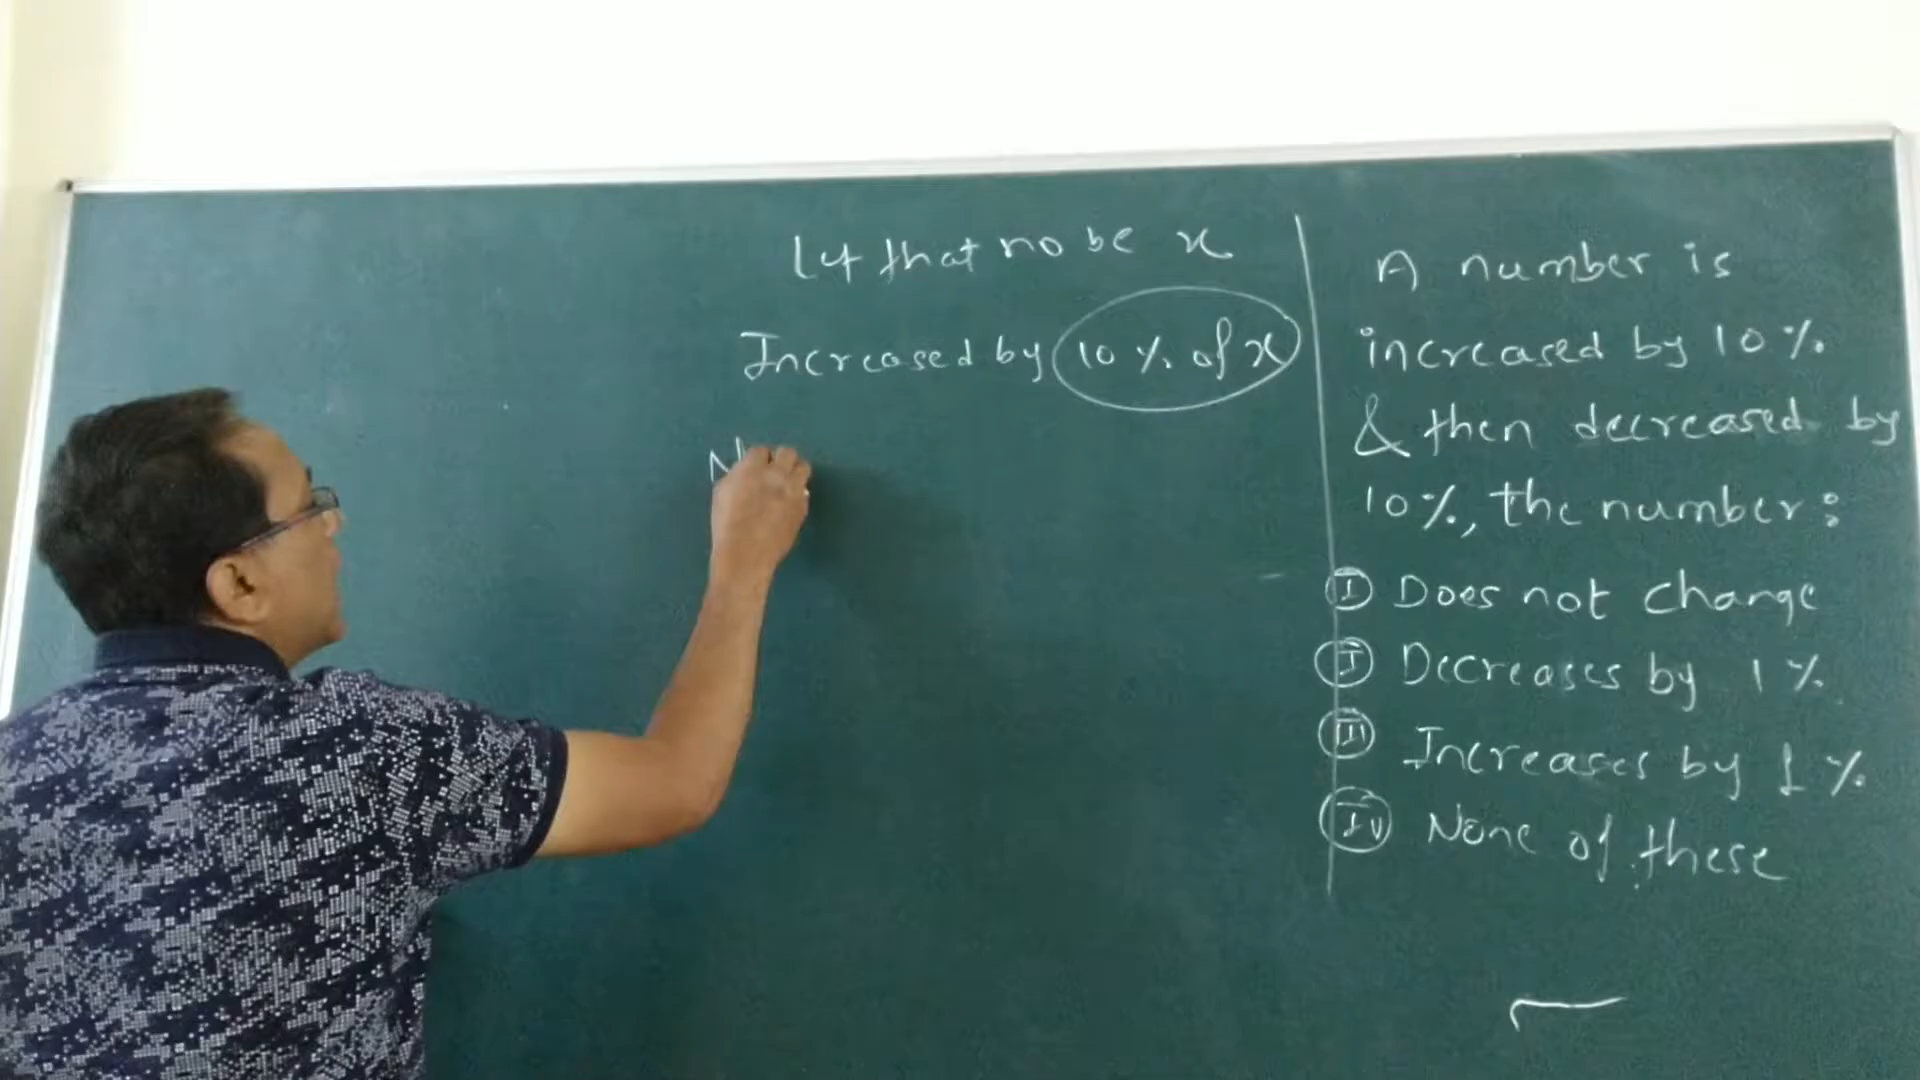 let that no be x
Increased by 10 % of x
N
A number is
increased by 10 %
& then decreased by
10%, the number:
I Does not change
II Decreases by 1 %
III Increases by 1 %
IV None of these